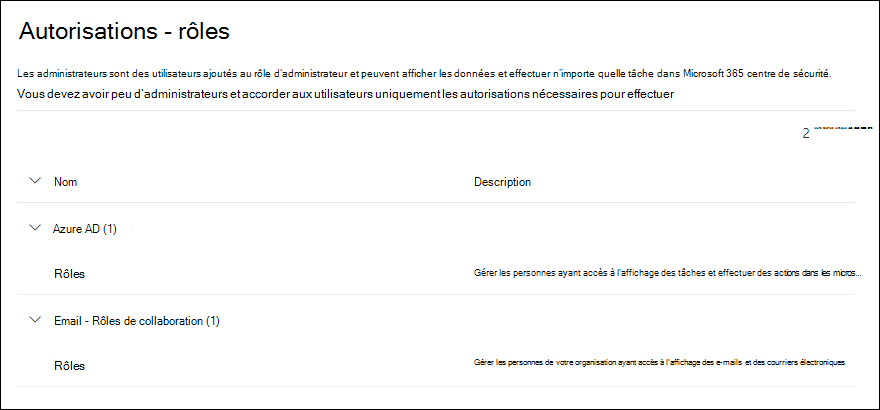 Autorisations - rôles
Les administrateurs sont des utilisateurs ajoutés au rôle d'administrateur et peuvent afficher les données et effectuer n'importe quelle tâche dans Microsoft 365 centre de sécurité.
Vous devez avoir peu d'administrateurs et accorder aux utilisateurs uniquement les autorisations nécessaires pour effectuer
2
Nom Description
Azure AD (1)
Rôles Gérer les personnes ayant accès à l'affichage des tâches et effectuer des actions dans les micros...
Email - Rôles de collaboration (1)
Rôles Gérer les personnes de votre organisation ayant accès à l'affichage des e-mails et des courriers électroniques